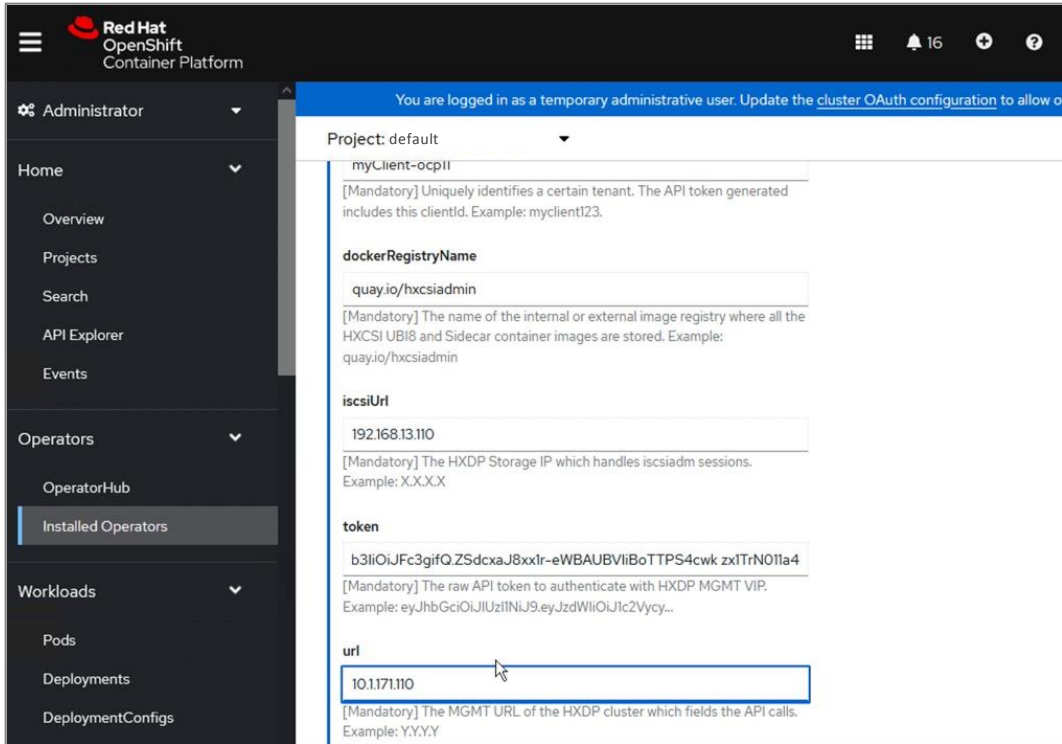 Red Hat
OpenShift
Container Platform
16
Administrator
You are logged in as a temporary administrative user. Update the cluster OAuth configuration to allow o
Project: default
Home
Overview
Projects
Search
API Explorer
Events
Operators
OperatorHub
Installed Operators
Workloads
Pods
Deployments
DeploymentConfigs
myClient-ocp11
[Mandatory] Uniquely identifies a certain tenant. The API token generated
includes this clientId. Example: myclient123.
dockerRegistryName
quay.io/hxcsiadmin
[Mandatory] The name of the internal or external image registry where all the
HXCSI UBI8 and Sidecar container images are stored. Example:
quay.io/hxcsiadmin
iscsiUrl
192.168.13.110
[Mandatory] The HXDP Storage IP which handles iscsiadm sessions.
Example: X.X.X.X
token
b3IiOiJFc3gifQ.ZSdcxaJ8xx1r-eWBAUBVliBoTTPS4cwk zx1TrN011a4
[Mandatory] The raw API token to authenticate with HXDP MGMT VIP.
Example: eyJhbGciOiJIUzI1NiJ9.eyJzdWIiOiJ1c2Vycy...
url
10.1.171.110
[Mandatory] The MGMT URL of the HXDP cluster which fields the API calls.
Example: Y.Y.Y.Y